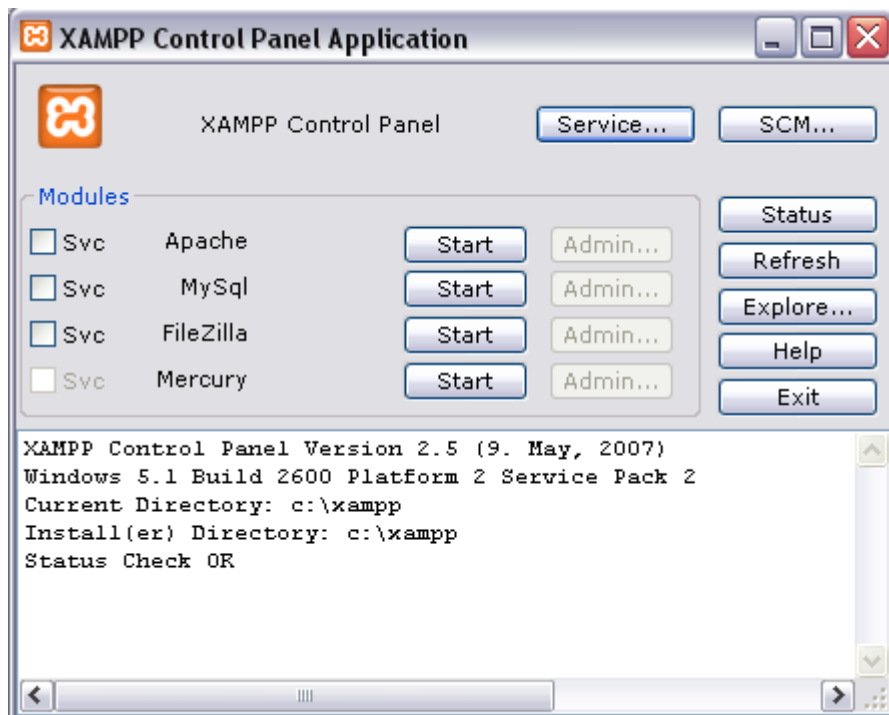 XAMPP Control Panel Application
XAMPP Control Panel Service... SCM...
Modules
Status
Svc Apache Start Admin...
Refresh
Svc MySql Start Admin...
Explore...
Svc FileZilla Start Admin...
Help
Svc Mercury Start Admin...
Exit
XAMPP Control Panel Version 2.5 (9. May, 2007)
Windows 5.1 Build 2600 Platform 2 Service Pack 2
Current Directory: c:\xampp
Install(er) Directory: c:\xampp
Status Check OK